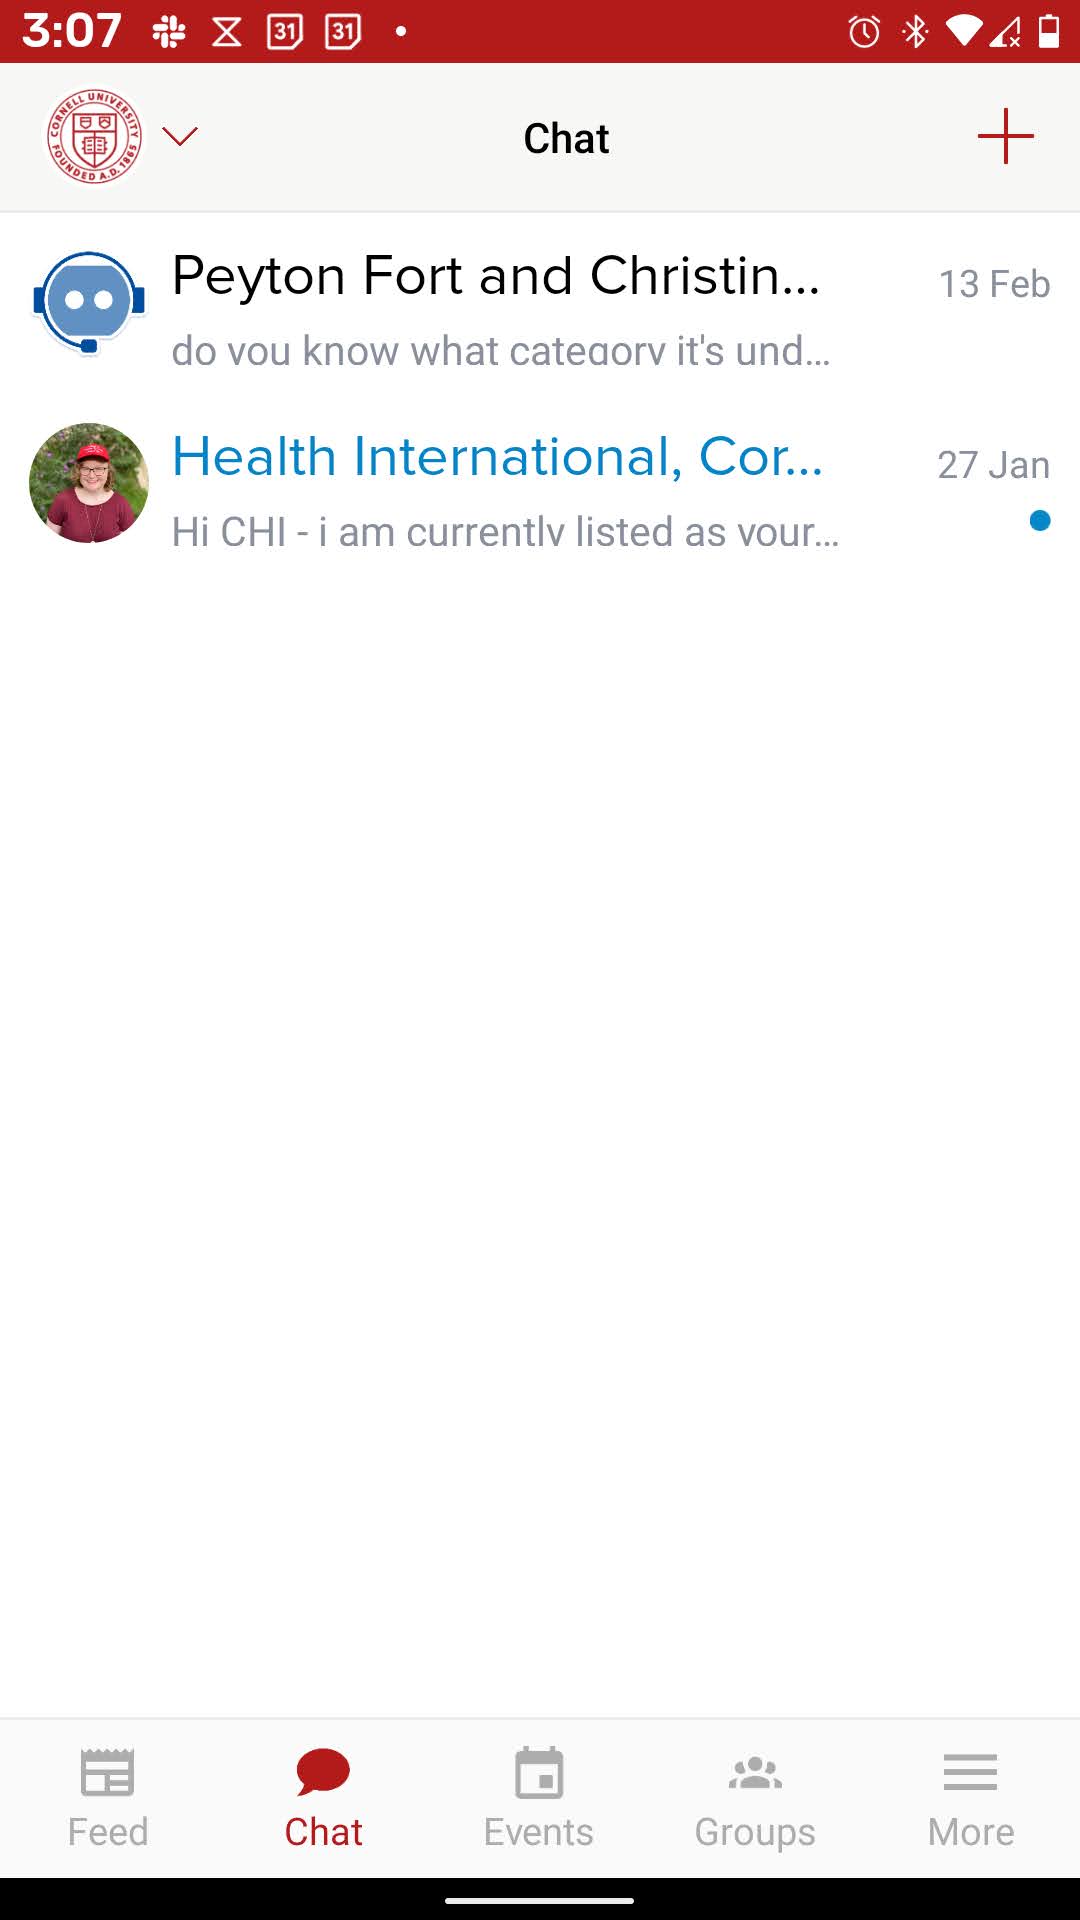 3:07 31 31
CORNELL UNIVERSITY FOUNDED A.D. 1865
Chat
Peyton Fort and Christin...
13 Feb
do you know what category it's und...
Health International, Cor...
27 Jan
Hi CHI - i am currently listed as your...
Feed Chat Events Groups More